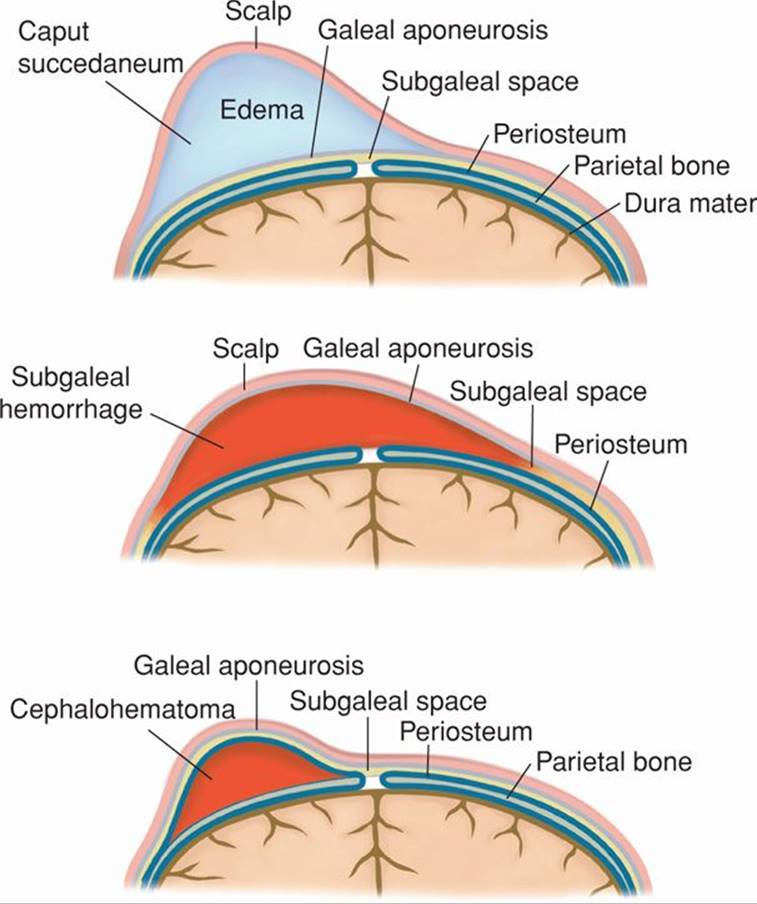 Scalp
Caput
succedaneum
Galeal aponeurosis
Subgaleal space
Edema
Periosteum
Parietal bone
Dura mater
Scalp
Galeal aponeurosis
Subgaleal
hemorrhage
Subgaleal space
Periosteum
Galeal aponeurosis
Cephalohematoma
Subgaleal space
Periosteum
Parietal bone